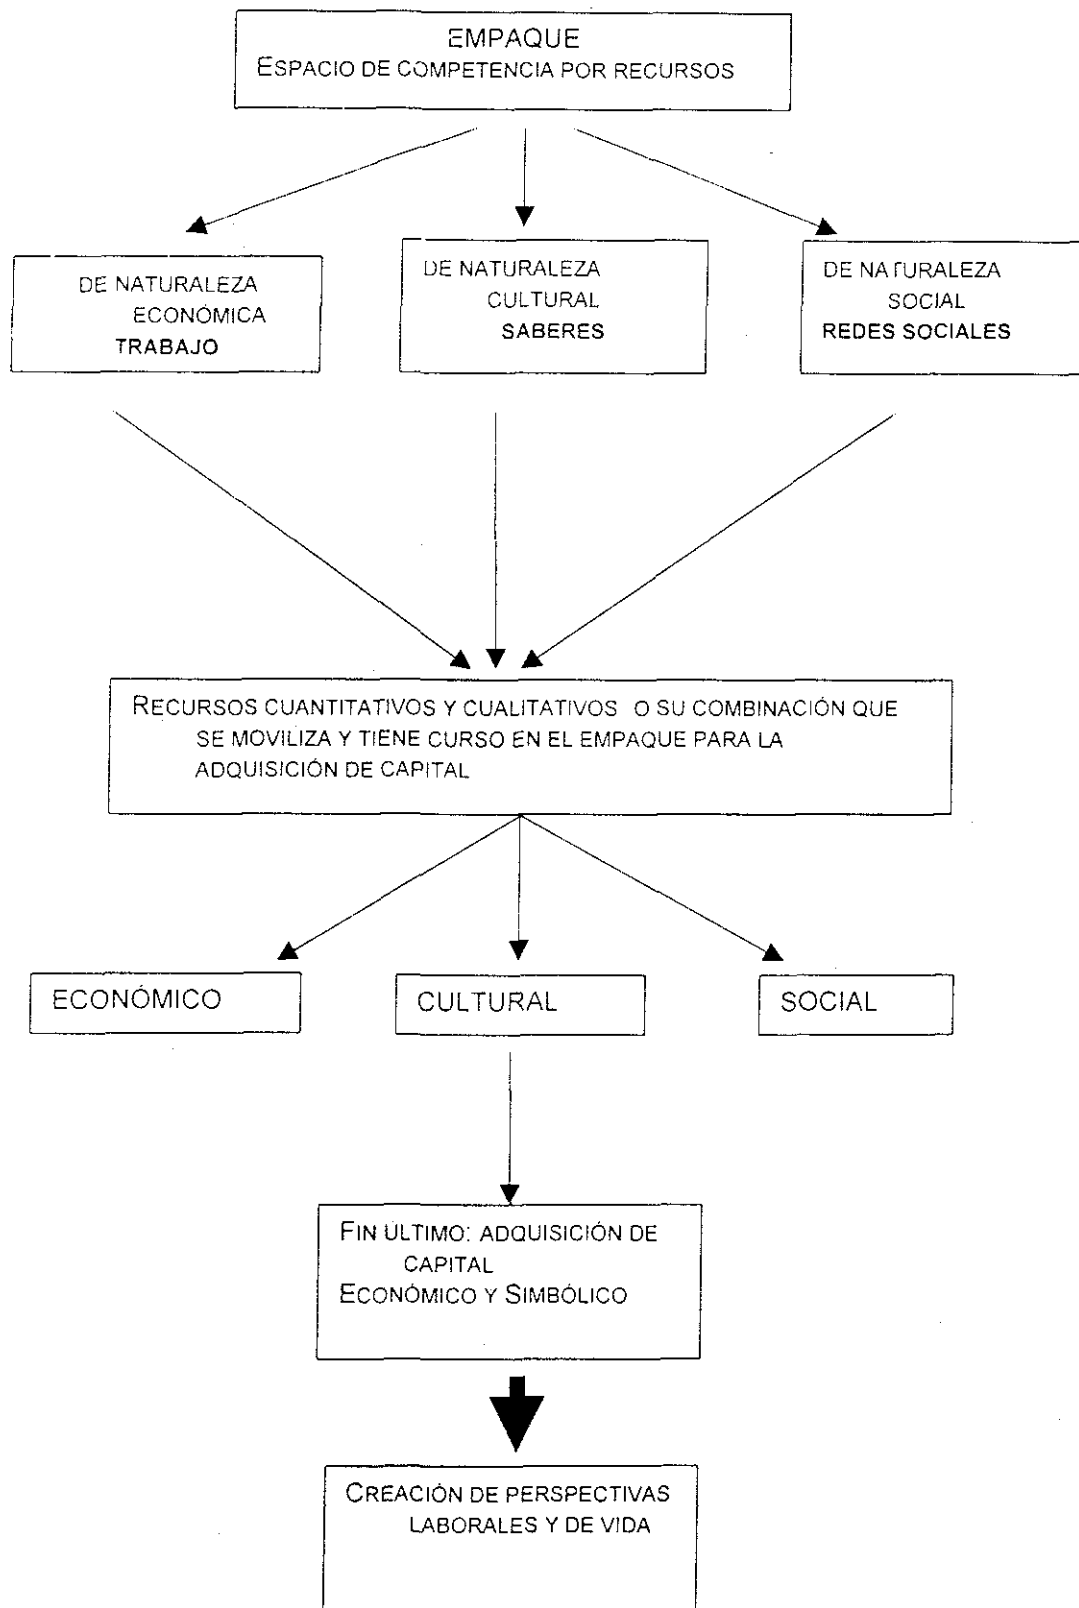 EMPAQUE
ESPACIO DE COMPETENCIA POR RECURSOS
DE NATURALEZA
ECONÓMICA
TRABAJO
DE NATURALEZA
CULTURAL
SABERES
DE NATURALEZA
SOCIAL
REDES SOCIALES
RECURSOS CUANTITATIVOS Y CUALITATIVOS O SU COMBINACIÓN QUE
SE MOVILIZA Y TIENE CURSO EN EL EMPAQUE PARA LA
ADQUISICIÓN DE CAPITAL
ECONÓMICO
CULTURAL
SOCIAL
FIN ÚLTIMO: ADQUISICIÓN DE
CAPITAL
ECONÓMICO Y SIMBÓLICO
CREACIÓN DE PERSPECTIVAS
LABORALES Y DE VIDA